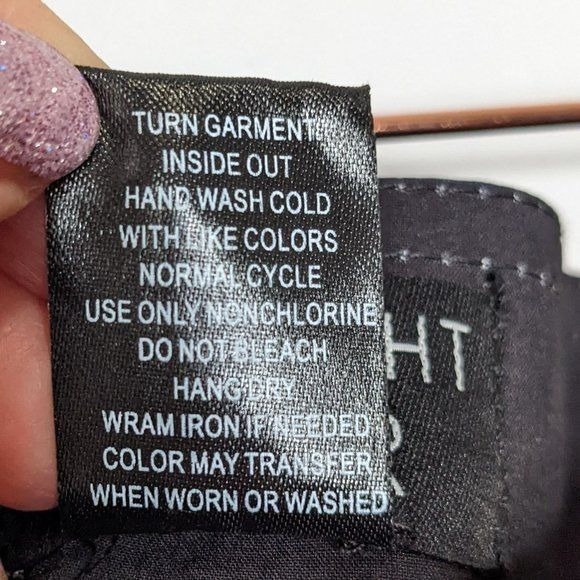 TURN GARMENT
INSIDE OUT
HAND WASH COLD
WITH LIKE COLORS
NORMAL CYCLE
USE ONLY NONCHLORINE
DO NOT BLEACH
HANG DRY
WRAM IRON IF NEEDED
COLOR MAY TRANSFER
WHEN WORN OR WASHED